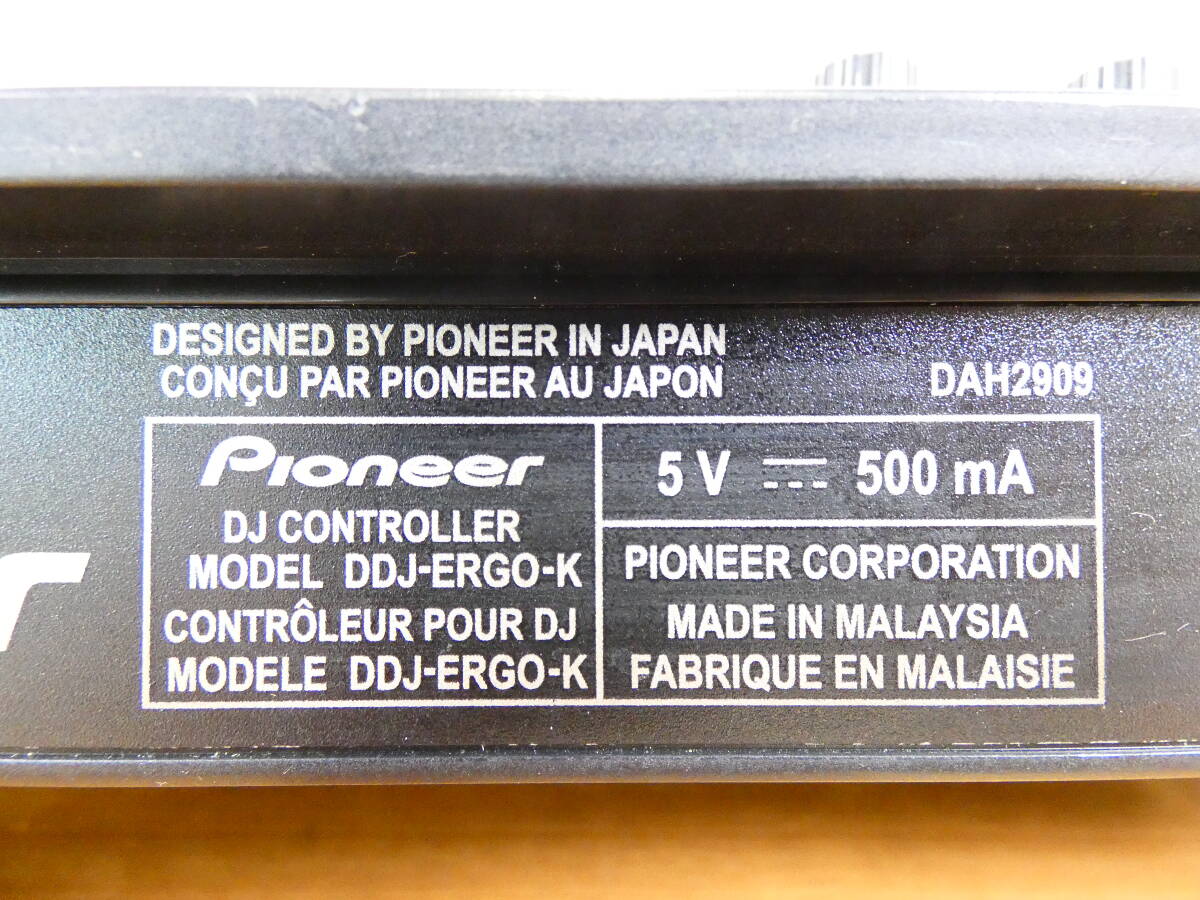 DESIGNED BY PIONEER IN JAPAN
CONÇU PAR PIONEER AU JAPON
DAH2909
Pioneer
DJ CONTROLLER
MODEL DDJ-ERGO-K
CONTRÔLEUR POUR DJ
MODELE DDJ-ERGO-K
5 V ⎓ 500 mA
PIONEER CORPORATION
MADE IN MALAYSIA
FABRIQUE EN MALAISIE